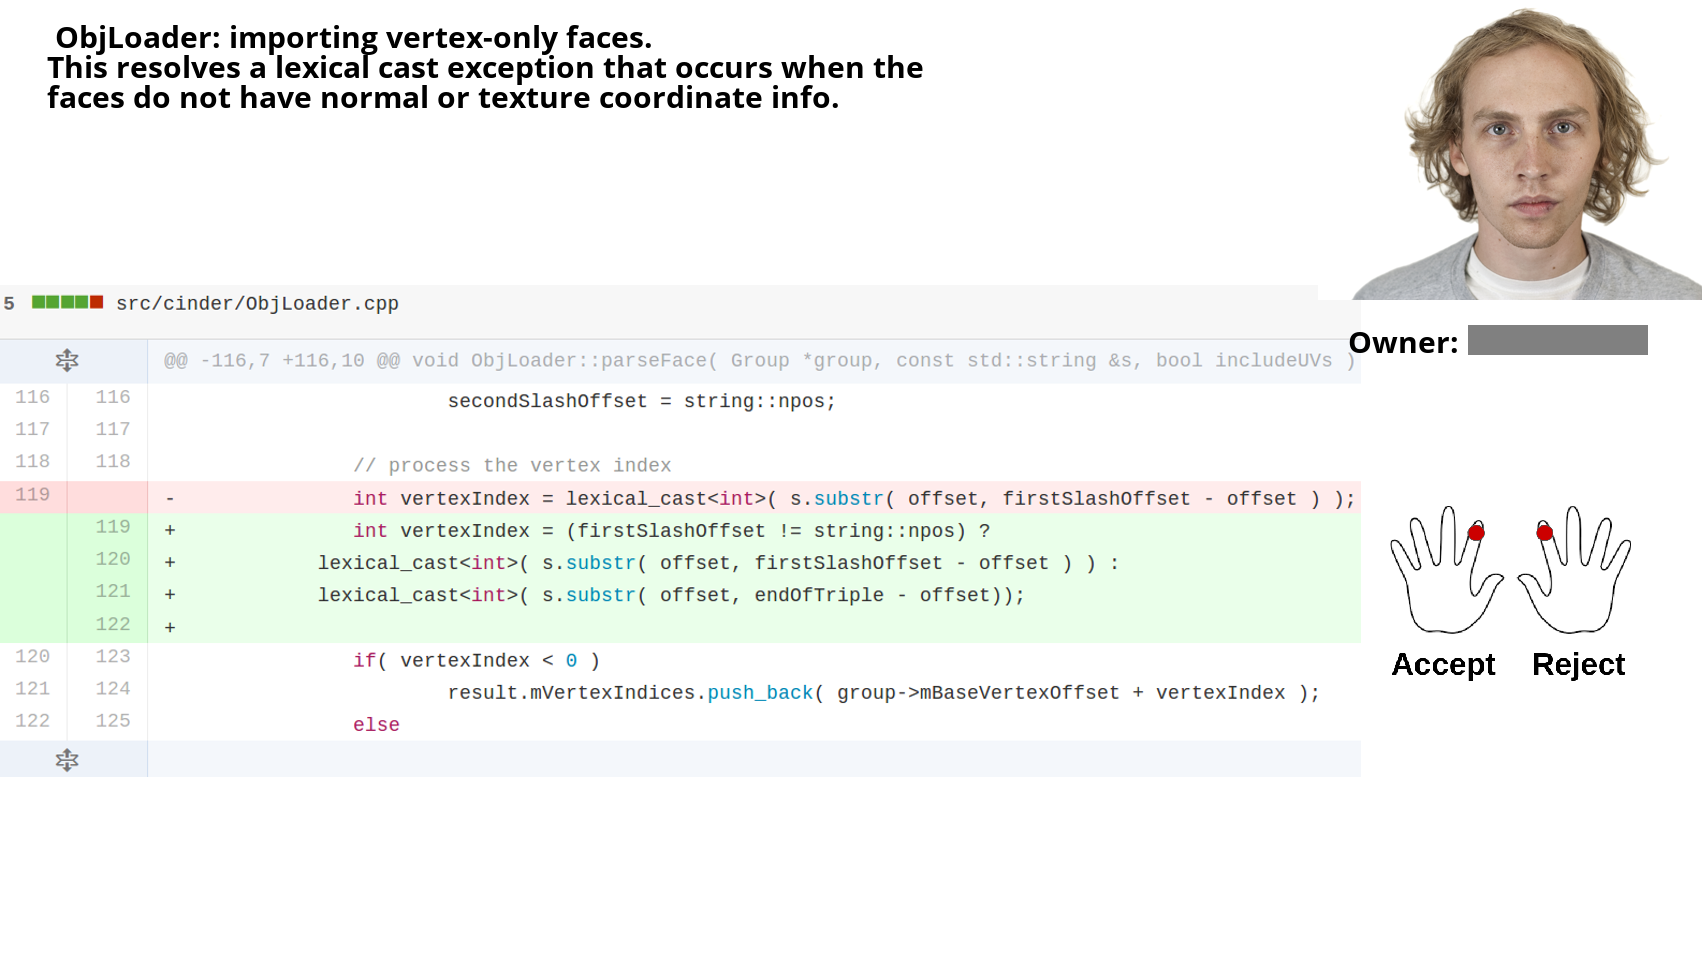 ObjLoader: importing vertex-only faces.
This resolves a lexical cast exception that occurs when the
faces do not have normal or texture coordinate info.
5 src/cinder/ObjLoader.cpp
Owner:
@@ -116,7 +116,10 @@ void ObjLoader::parseFace( Group *group, const std::string &s, bool includeUVs )
116 116 secondSlashOffset = string::npos;
117 117
118 118 // process the vertex index
119 - int vertexIndex = lexical_cast<int>( s.substr( offset, firstSlashOffset - offset ) );
119 + int vertexIndex = (firstSlashOffset != string::npos) ?
120 + lexical_cast<int>( s.substr( offset, firstSlashOffset - offset ) ) :
121 + lexical_cast<int>( s.substr( offset, endOfTriple - offset));
122 +
120 123 if( vertexIndex < 0 )
121 124 result.mVertexIndices.push_back( group->mBaseVertexOffset + vertexIndex );
122 125 else
Accept Reject